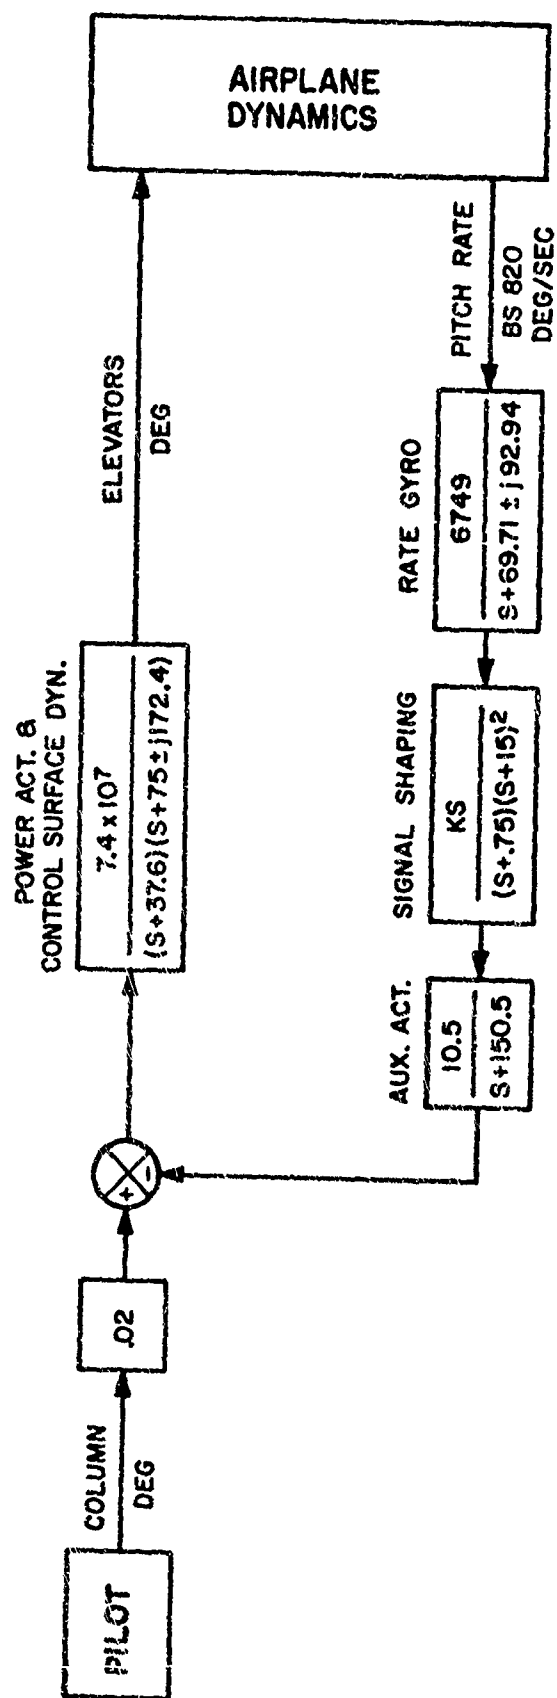 PILOT
COLUMN
DEG
.02
+
-
POWER ACT. &
CONTROL SURFACE DYN.
7.4 x 10⁷
(S+37.6)(S+75±j172.4)
ELEVATORS
DEG
AIRPLANE
DYNAMICS
PITCH RATE
BS 820
DEG/SEC
RATE GYRO
6749
S+69.71 ± j92.94
SIGNAL SHAPING
KS
(S+.75)(S+15)²
AUX. ACT.
10.5
S+150.5